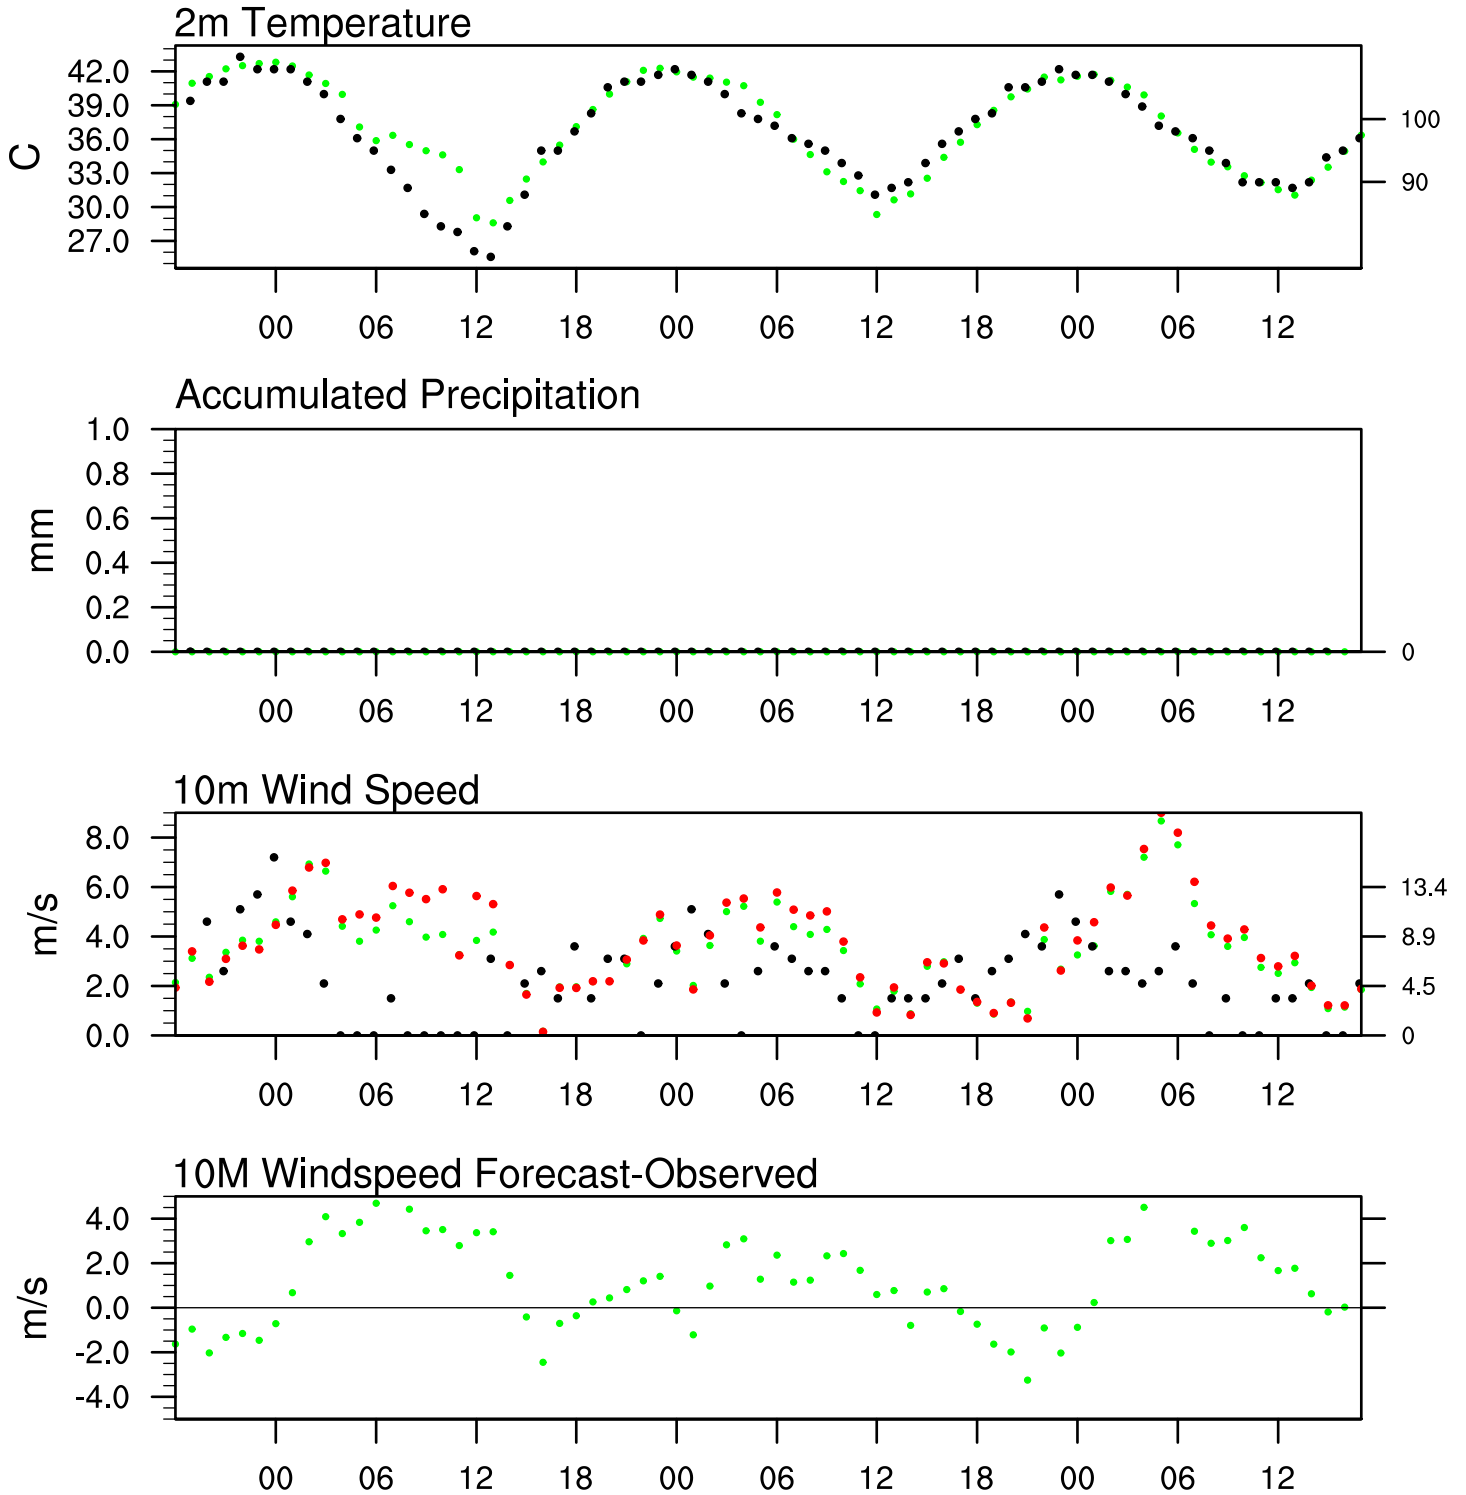 2m Temperature
42.0
39.0
36.0
33.0
30.0
27.0
C
100
90
00 06 12 18 00 06 12 18 00 06 12
Accumulated Precipitation
1.0
0.8
0.6
0.4
0.2
0.0
mm
0
00 06 12 18 00 06 12 18 00 06 12
10m Wind Speed
8.0
6.0
4.0
2.0
0.0
m/s
13.4
8.9
4.5
0
00 06 12 18 00 06 12 18 00 06 12
10M Windspeed Forecast-Observed
4.0
2.0
0.0
-2.0
-4.0
m/s
00 06 12 18 00 06 12 18 00 06 12